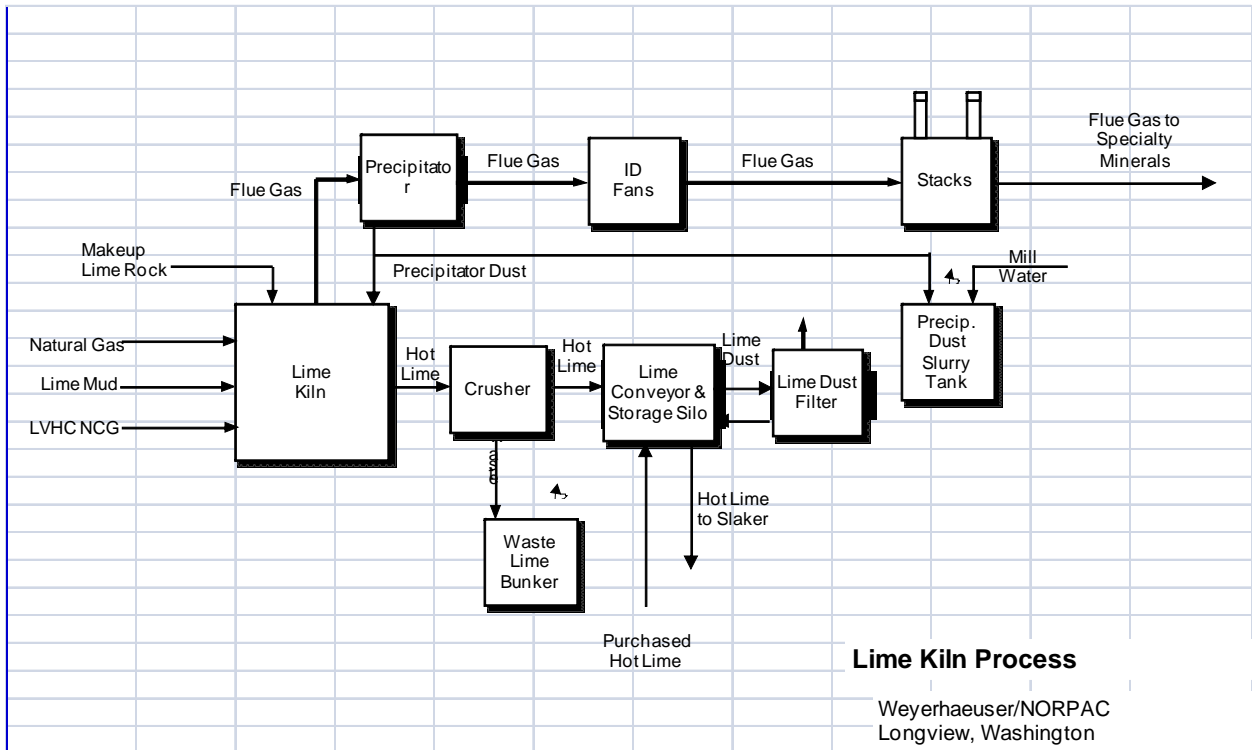 Flue Gas to
Specialty
Minerals
Precipitato
r
Flue Gas
ID
Fans
Flue Gas
Stacks
Flue Gas
Makeup
Lime Rock
Precipitator Dust
Mill
Water
Natural Gas
Lime Mud
LVHC NCG
Lime
Kiln
Hot
Lime
Crusher
Hot
Lime
Lime
Conveyor &
Storage Silo
Lime
Dust
Lime Dust
Filter
Precip.
Dust
Slurry
Tank
Hot Lime
to Slaker
Waste
Lime
Bunker
Purchased
Hot Lime
Lime Kiln Process
Weyerhaeuser/NORPAC
Longview, Washington